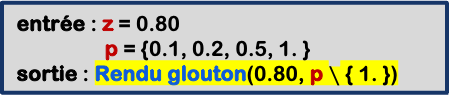 entrée : z = 0.80
p = {0.1, 0.2, 0.5, 1. }
sortie : Rendu glouton(0.80, p \ { 1. })